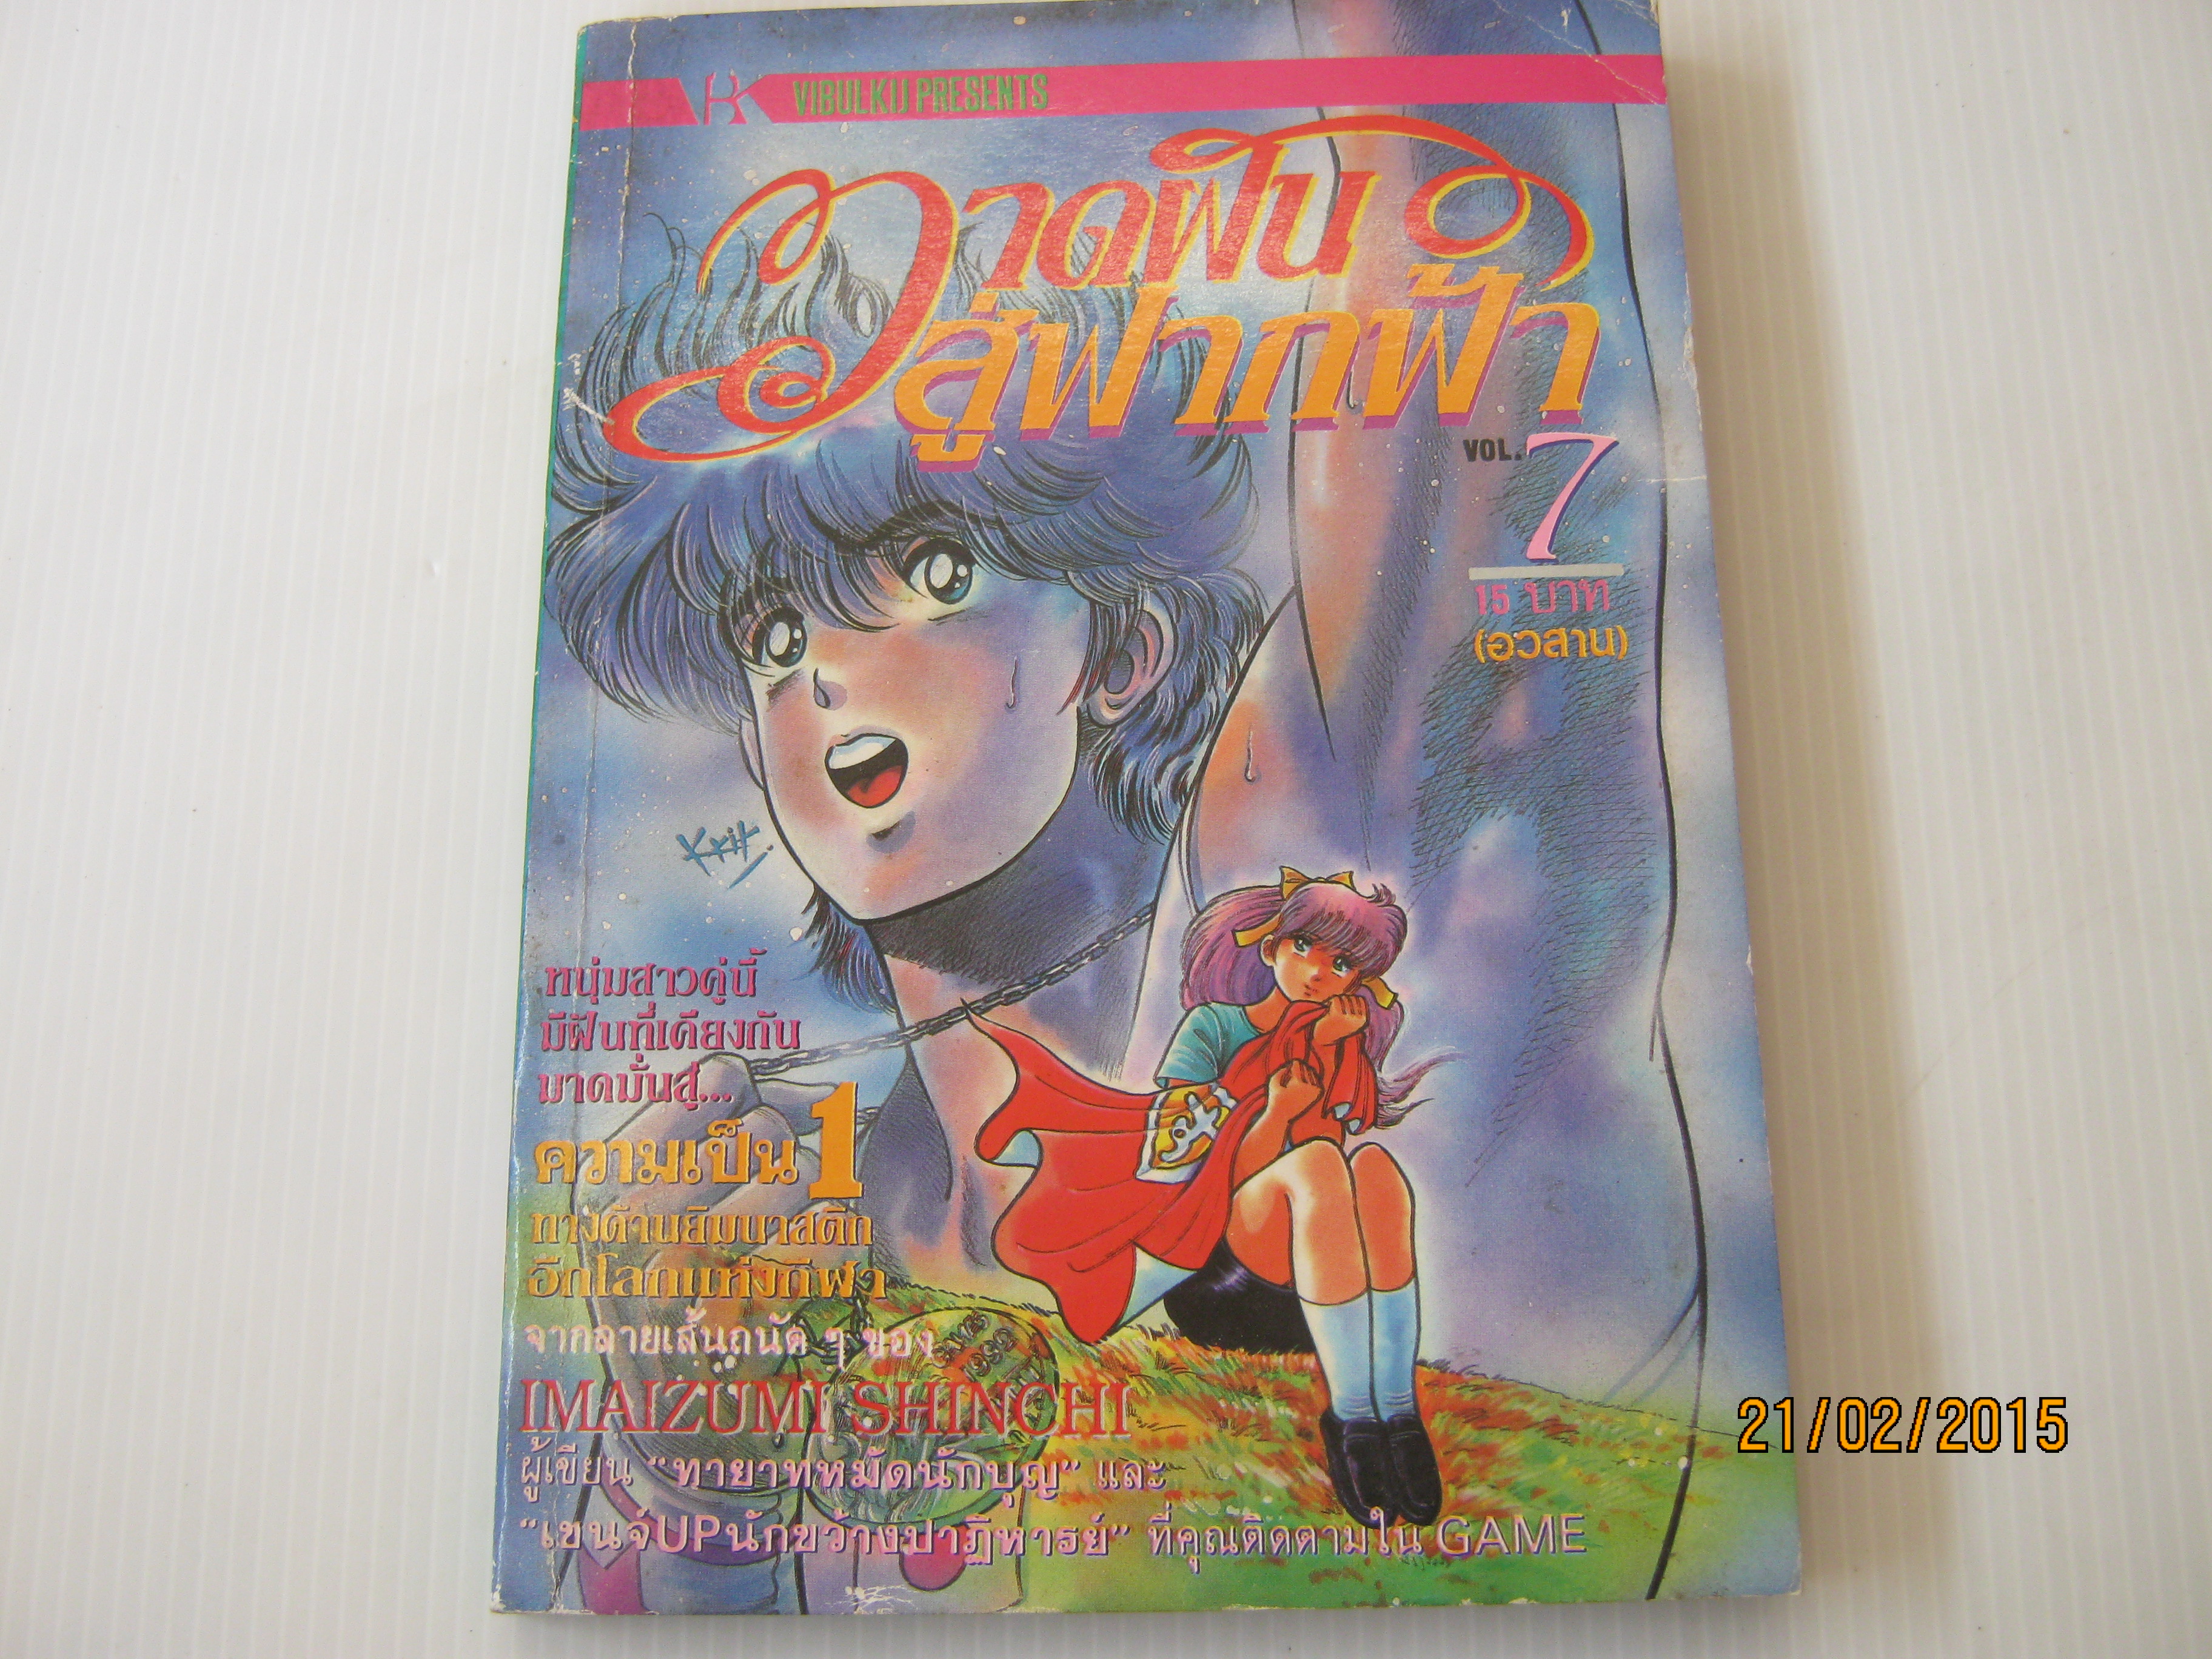 VBK VIBULKIJ PRESENTS
วาดฝัน
สู่ฟากฟ้า
VOL. 7
15 บาท
(อวสาน)
Krit.
หนุ่มสาวคู่นี้
มีฝันที่เคียงกัน
มาดมั่นสู่...
ความเป็น 1
ทางด้านยิมนาสติก
อีกโลกแห่งกีฬา
จากลายเส้นถนัด ๆ ของ
IMAIZUMI SHINCHI
ผู้เขียน "ทายาทหมัดนักบุญ" และ
"เชนจ์UPนักขว้างปาฏิหารย์" ที่คุณติดตามใน GAME
21/02/2015